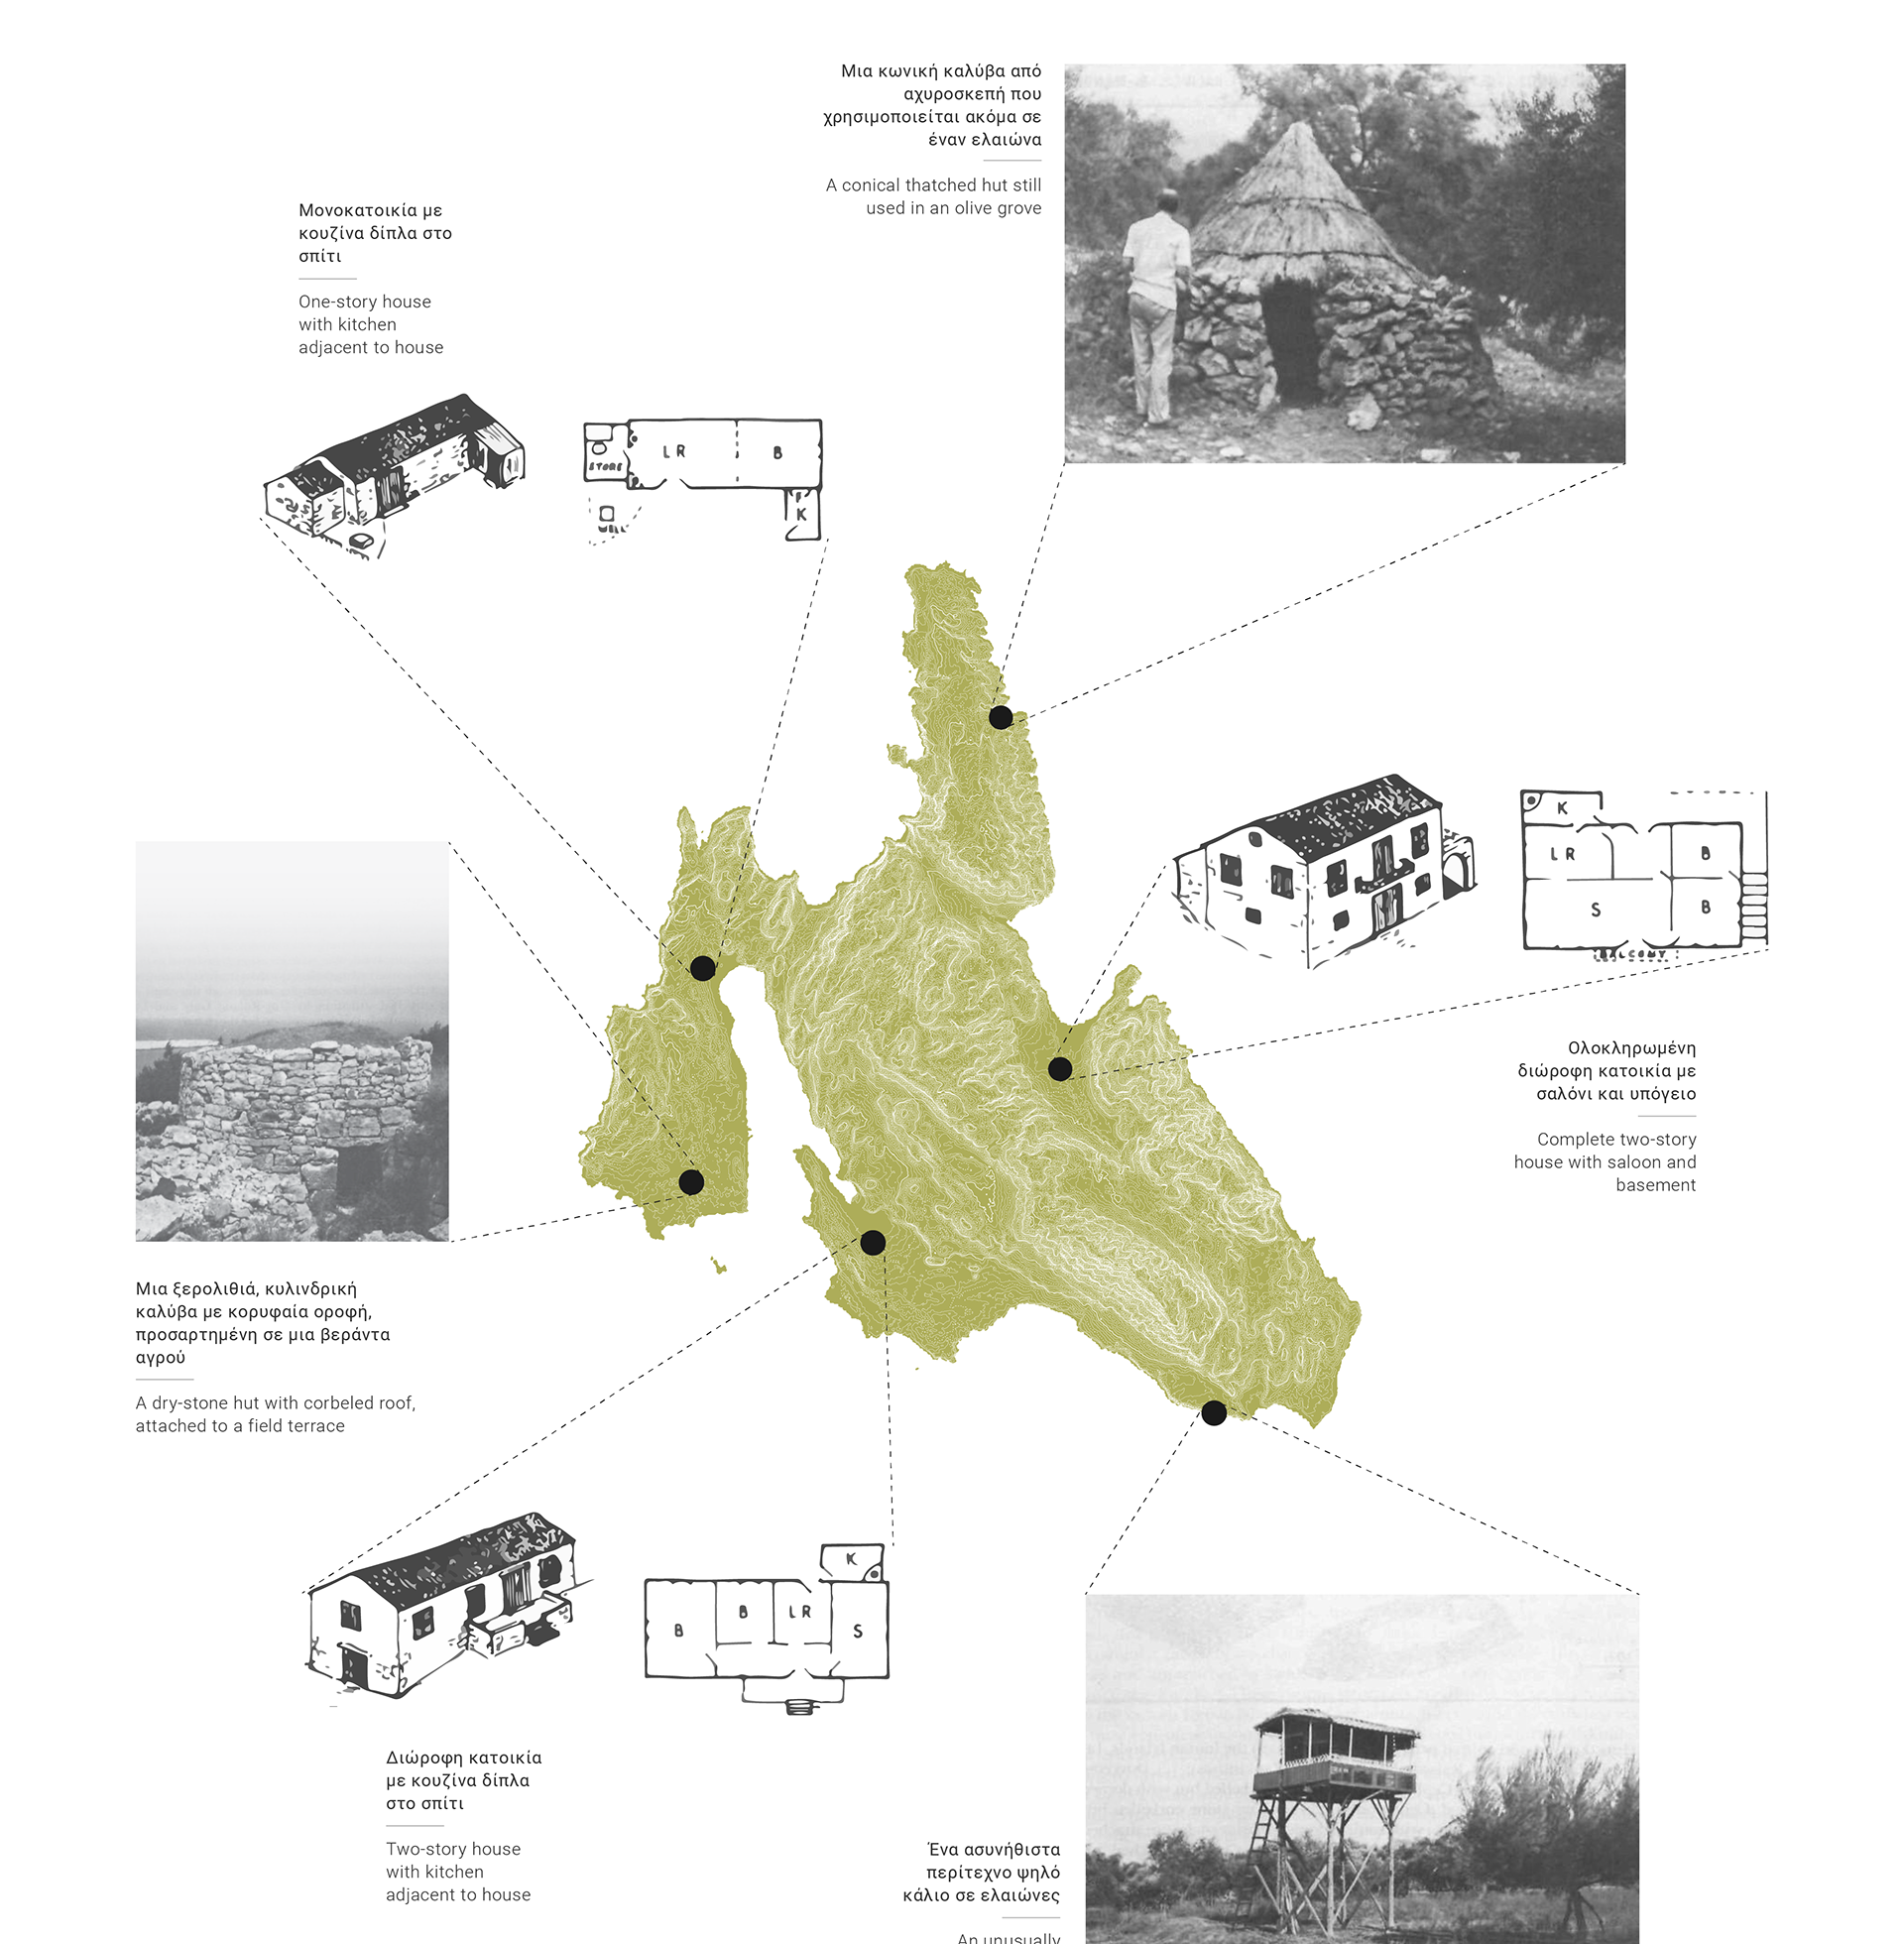 Μια κωνική καλύβα από
αχυροσκεπή που
χρησιμοποιείται ακόμα σε
έναν ελαιώνα
A conical thatched hut still
used in an olive grove
Μονοκατοικία με
κουζίνα δίπλα στο
σπίτι
One-story house
with kitchen
adjacent to house
LR
B
STORE
K
WELL
K
LR
B
S
B
BALCONY
Ολοκληρωμένη
διώροφη κατοικία με
σαλόνι και υπόγειο
Complete two-story
house with saloon and
basement
Μια ξερολιθιά, κυλινδρική
καλύβα με κορυφαία οροφή,
προσαρτημένη σε μια βεράντα
αγρού
A dry-stone hut with corbeled roof,
attached to a field terrace
K
B
B
LR
S
Διώροφη κατοικία
με κουζίνα δίπλα
στο σπίτι
Two-story house
with kitchen
adjacent to house
Ένα ασυνήθιστα
περίτεχνο ψηλό
κάλιο σε ελαιώνες
An unusually